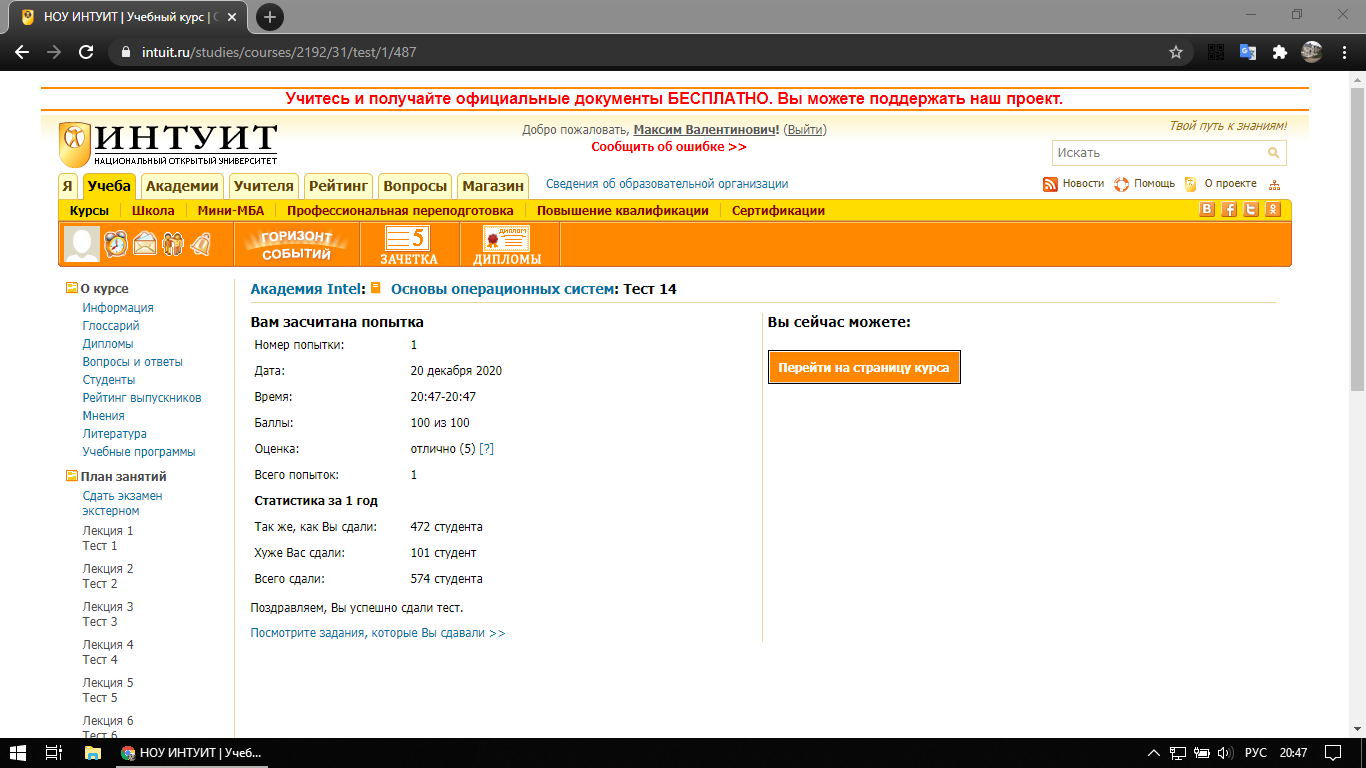 НОУ ИНТУИТ | Учебный курс |
intuit.ru/studies/courses/2192/31/test/1/487
Учитесь и получайте официальные документы БЕСПЛАТНО. Вы можете поддержать наш проект.
ИНТУИТ
НАЦИОНАЛЬНЫЙ ОТКРЫТЫЙ УНИВЕРСИТЕТ
Добро пожаловать, Максим Валентинович! (Выйти)
Сообщить об ошибке >>
Твой путь к знаниям!
Искать
Я Учеба Академии Учителя Рейтинг Вопросы Магазин Сведения об образовательной организации
Новости Помощь О проекте
Курсы Школа Мини-МБА Профессиональная переподготовка Повышение квалификации Сертификации
ГОРИЗОНТ СОБЫТИЙ
5 ЗАЧЕТКА
ДИПЛОМ ДИПЛОМЫ
О курсе
Информация
Глоссарий
Дипломы
Вопросы и ответы
Студенты
Рейтинг выпускников
Мнения
Литература
Учебные программы
План занятий
Сдать экзамен
экстерном
Лекция 1
Тест 1
Лекция 2
Тест 2
Лекция 3
Тест 3
Лекция 4
Тест 4
Лекция 5
Тест 5
Лекция 6
Тест 6
Академия Intel: Основы операционных систем: Тест 14
Вам засчитана попытка
Номер попытки: 1
Дата: 20 декабря 2020
Время: 20:47-20:47
Баллы: 100 из 100
Оценка: отлично (5) [?]
Всего попыток: 1
Статистика за 1 год
Так же, как Вы сдали: 472 студента
Хуже Вас сдали: 101 студент
Всего сдали: 574 студента
Поздравляем, Вы успешно сдали тест.
Посмотрите задания, которые Вы сдавали >>
Вы сейчас можете:
Перейти на страницу курса
НОУ ИНТУИТ | Учеб...
РУС 20:47